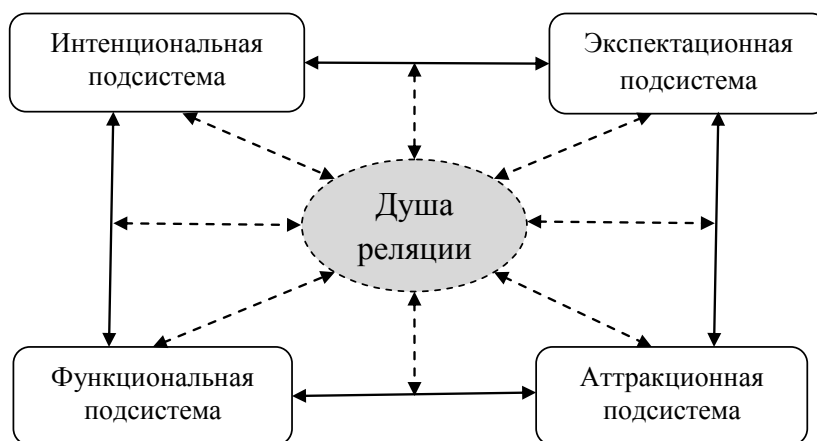 Интенциональная
подсистема
Экспектационная
подсистема
Душа
реляции
Функциональная
подсистема
Аттракционная
подсистема